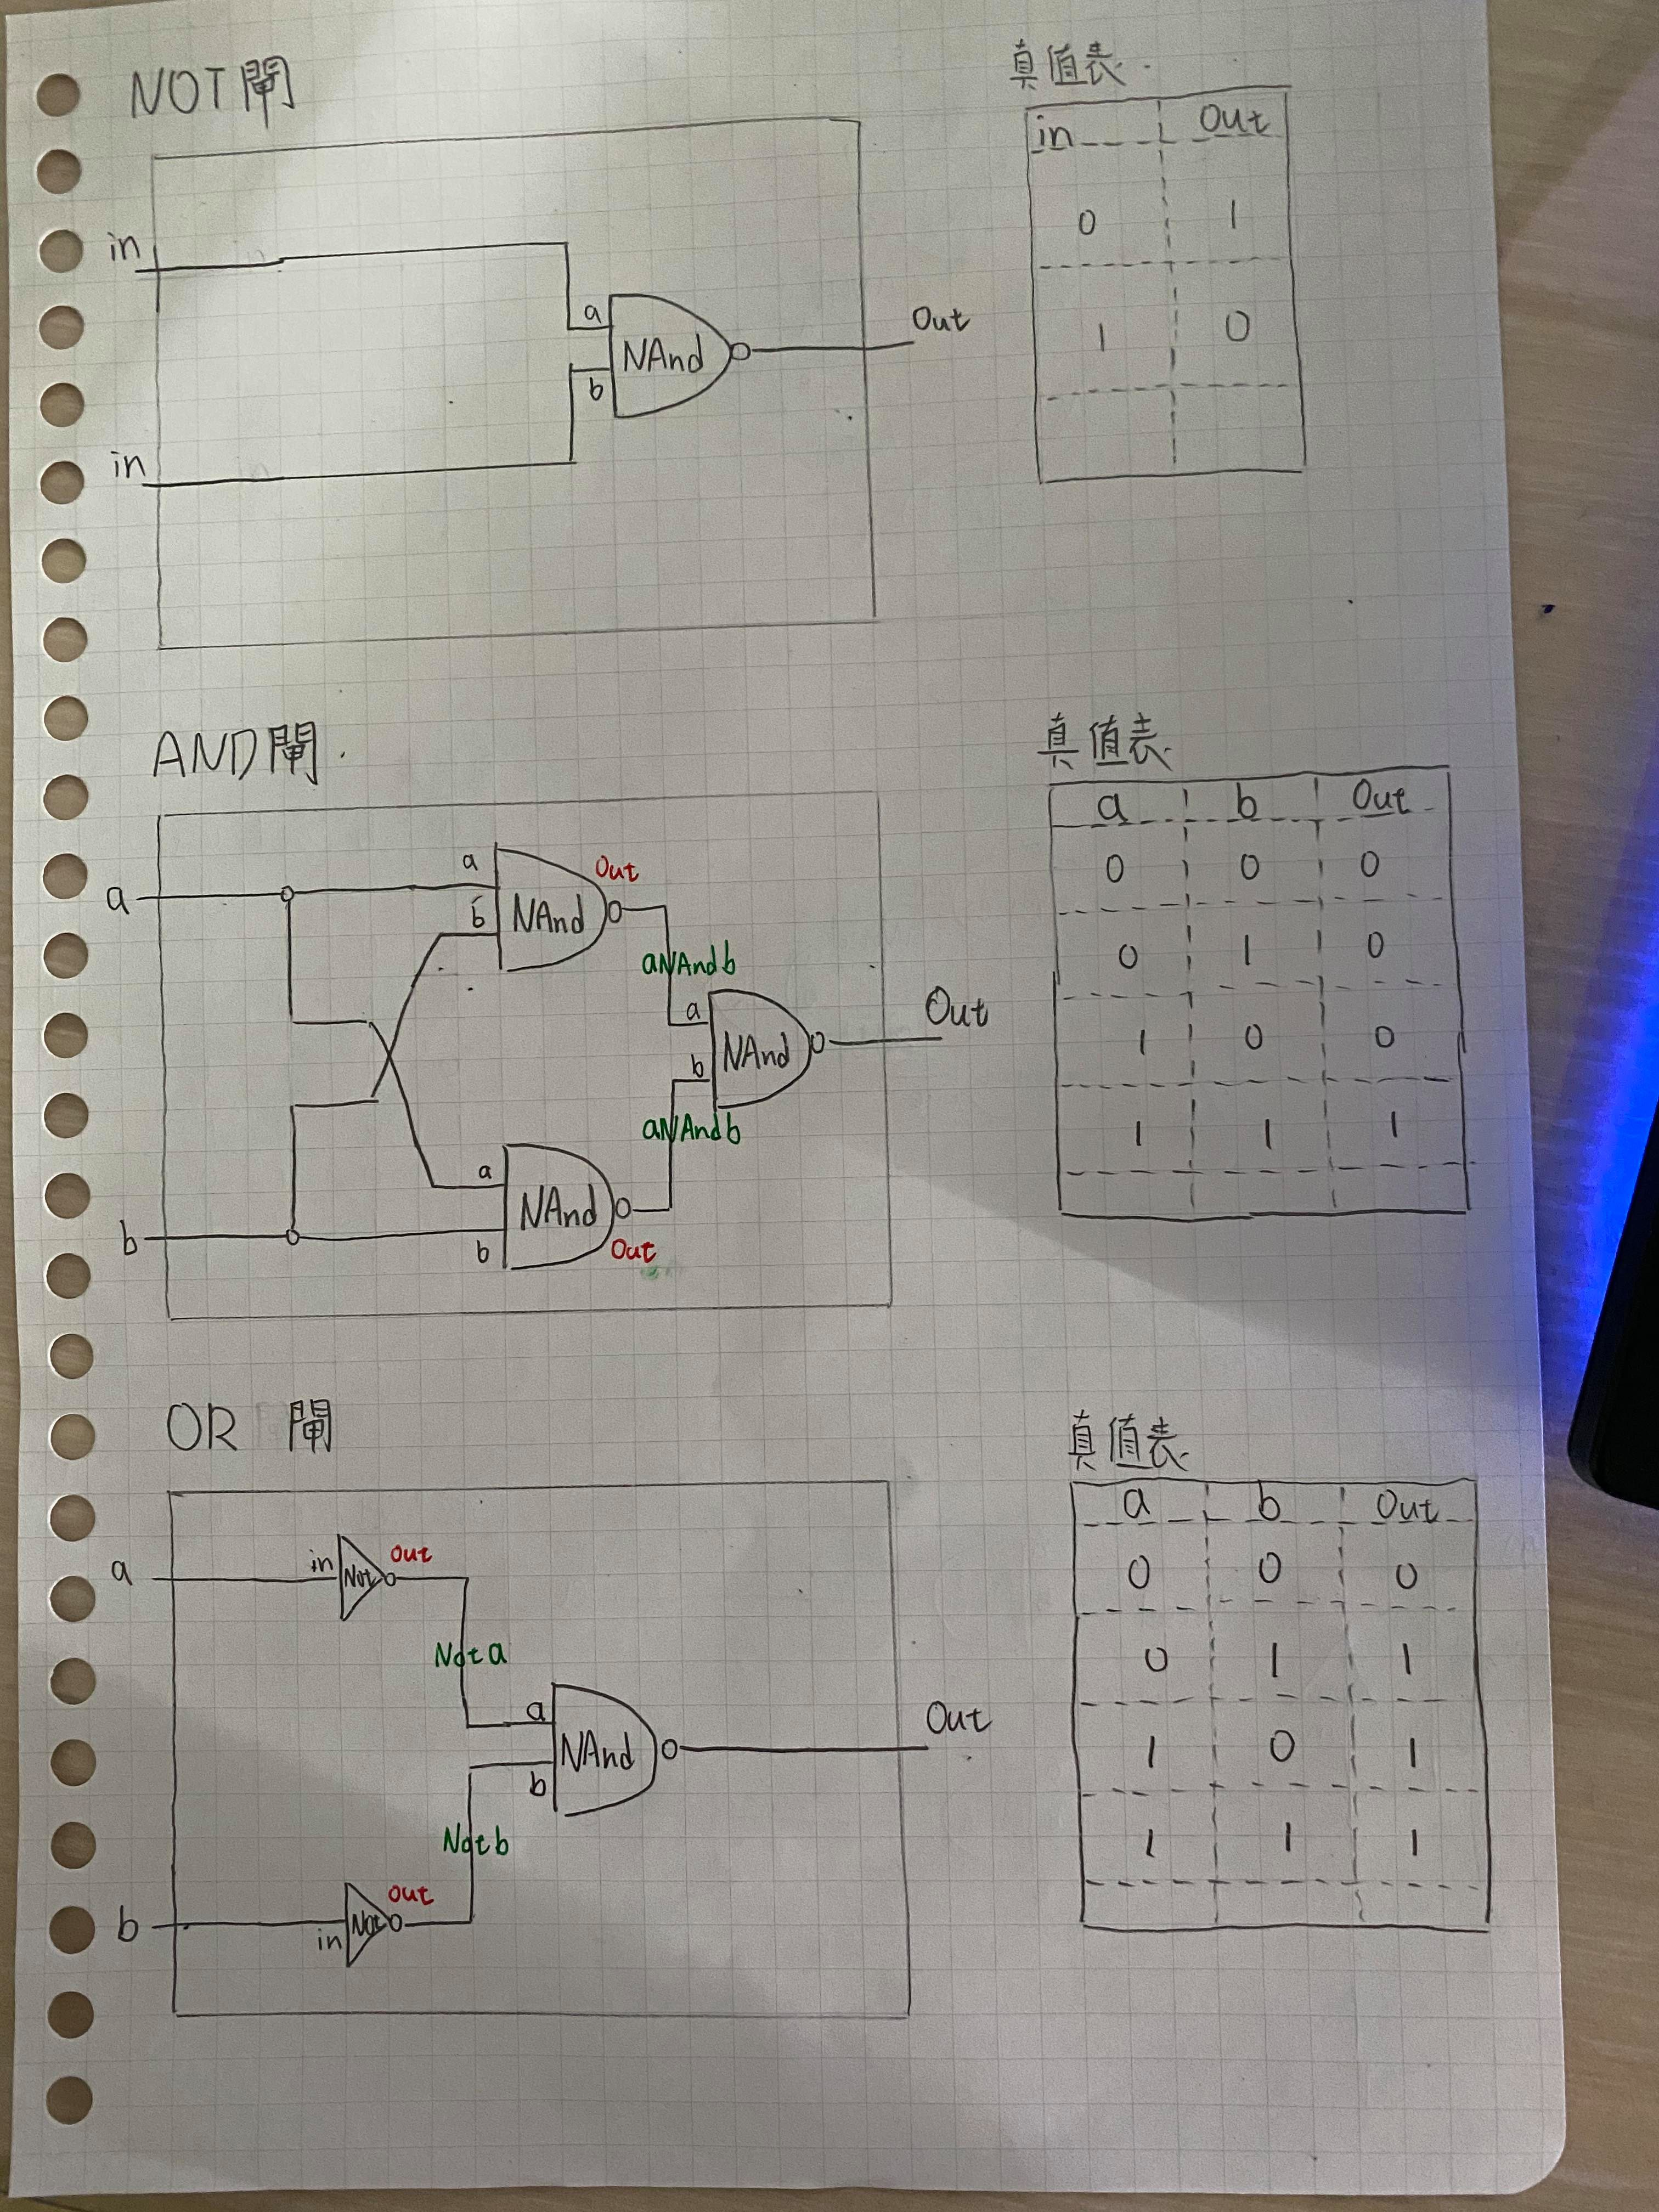 NOT閘
真值表.
in Out
0 1
1 0
in
a
NAnd
Out
b
in
AND閘.
真值表.
a b Out
0 0 0
0 1 0
1 0 0
1 1 1
a
a
Out
b
NAnd
aNAndb
a
NAnd
Out
b
aNAndb
a
NAnd
b
b
Out
OR 閘
真值表.
a b Out
0 0 0
0 1 1
1 0 1
1 1 1
a
in
Not
out
Not a
a
NAnd
Out
b
Not b
b
in
Not
out